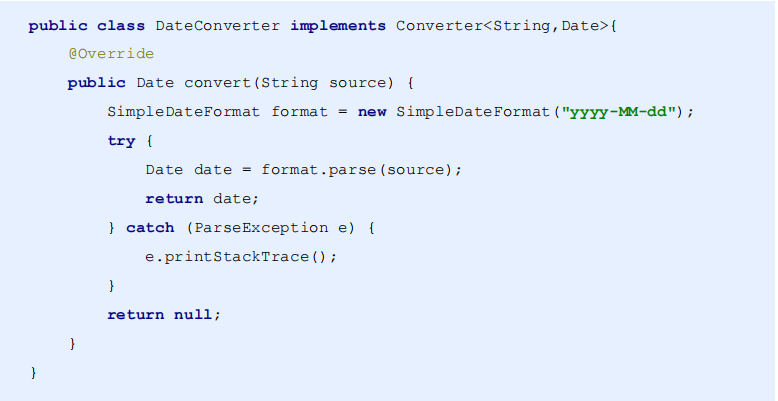 public class DateConverter implements Converter<String,Date>{
    @Override
    public Date convert(String source) {
        SimpleDateFormat format = new SimpleDateFormat("yyyy-MM-dd");
        try {
            Date date = format.parse(source);
            return date;
        } catch (ParseException e) {
            e.printStackTrace();
        }
        return null;
    }
}